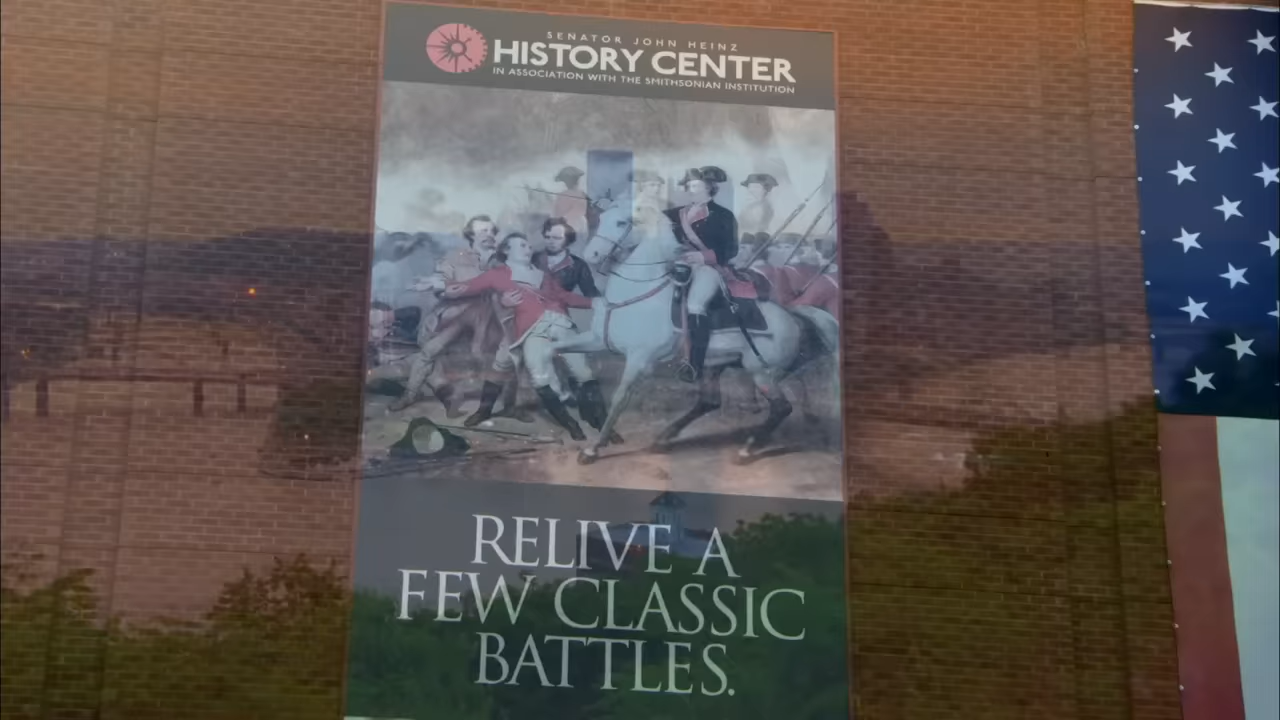 SENATOR JOHN HEINZ
HISTORY CENTER
IN ASSOCIATION WITH THE SMITHSONIAN INSTITUTION
RELIVE A
FEW CLASSIC
BATTLES.